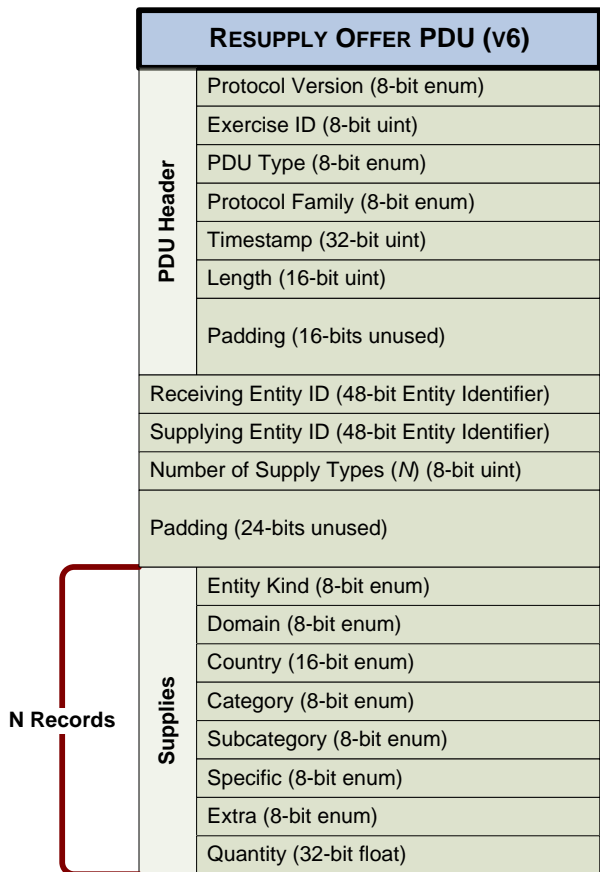 RESUPPLY OFFER PDU (V6)
PDU Header
Protocol Version (8-bit enum)
Exercise ID (8-bit uint)
PDU Type (8-bit enum)
Protocol Family (8-bit enum)
Timestamp (32-bit uint)
Length (16-bit uint)
Padding (16-bits unused)
Receiving Entity ID (48-bit Entity Identifier)
Supplying Entity ID (48-bit Entity Identifier)
Number of Supply Types (N) (8-bit uint)
Padding (24-bits unused)
N Records
Supplies
Entity Kind (8-bit enum)
Domain (8-bit enum)
Country (16-bit enum)
Category (8-bit enum)
Subcategory (8-bit enum)
Specific (8-bit enum)
Extra (8-bit enum)
Quantity (32-bit float)